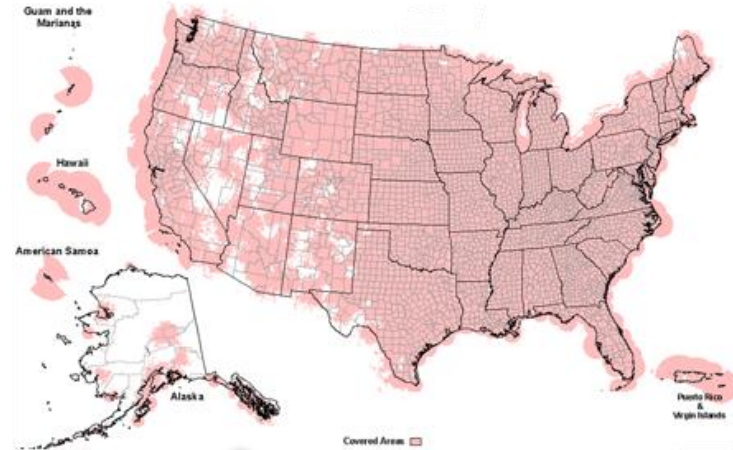 Guam and the
Marianas
Hawaii
American Samoa
Alaska
Puerto Rico
&
Virgin Islands
Covered Areas